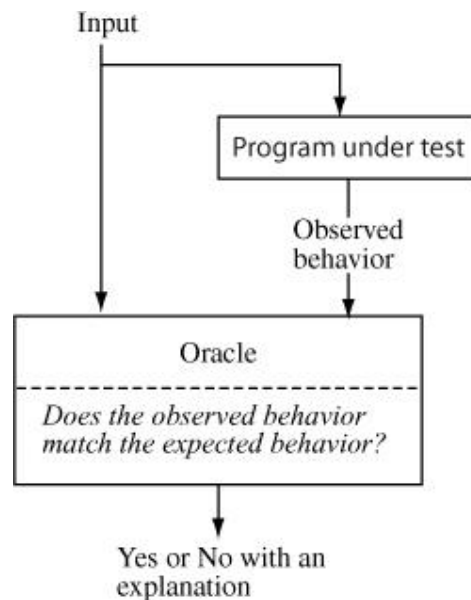 Input
Program under test
Observed
behavior
Oracle
Does the observed behavior
match the expected behavior?
Yes or No with an
explanation